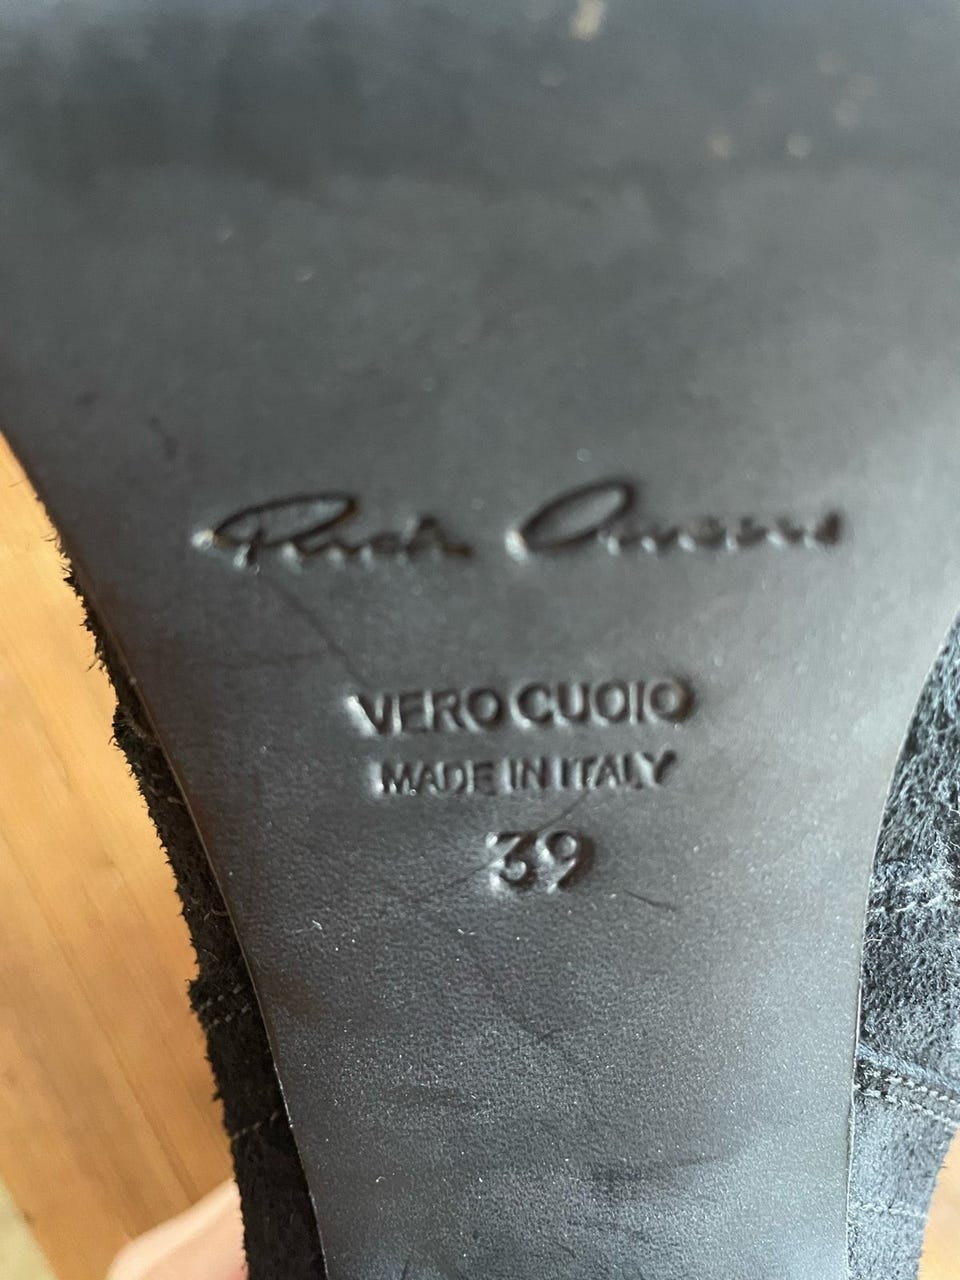 Rick Owens
VERO CUOIO
MADE IN ITALY
39